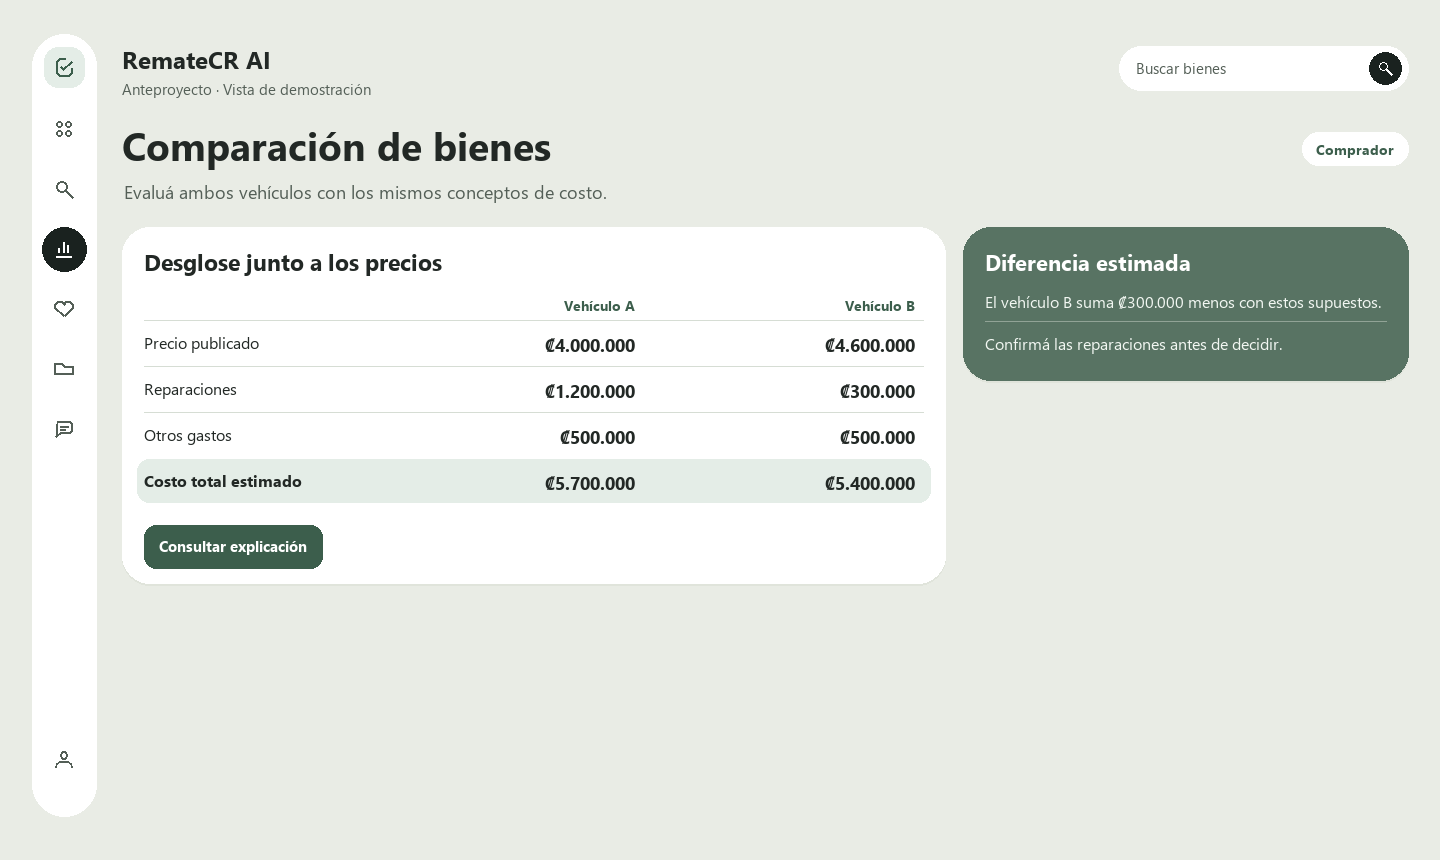 RemateCR AI
Anteproyecto · Vista de demostración
Buscar bienes
Comparación de bienes
Comprador
Evaluá ambos vehículos con los mismos conceptos de costo.
Desglose junto a los precios
Vehículo A Vehículo B
Precio publicado ₡4.000.000 ₡4.600.000
Reparaciones ₡1.200.000 ₡300.000
Otros gastos ₡500.000 ₡500.000
Costo total estimado ₡5.700.000 ₡5.400.000
Consultar explicación
Diferencia estimada
El vehículo B suma ₡300.000 menos con estos supuestos.
Confirmá las reparaciones antes de decidir.